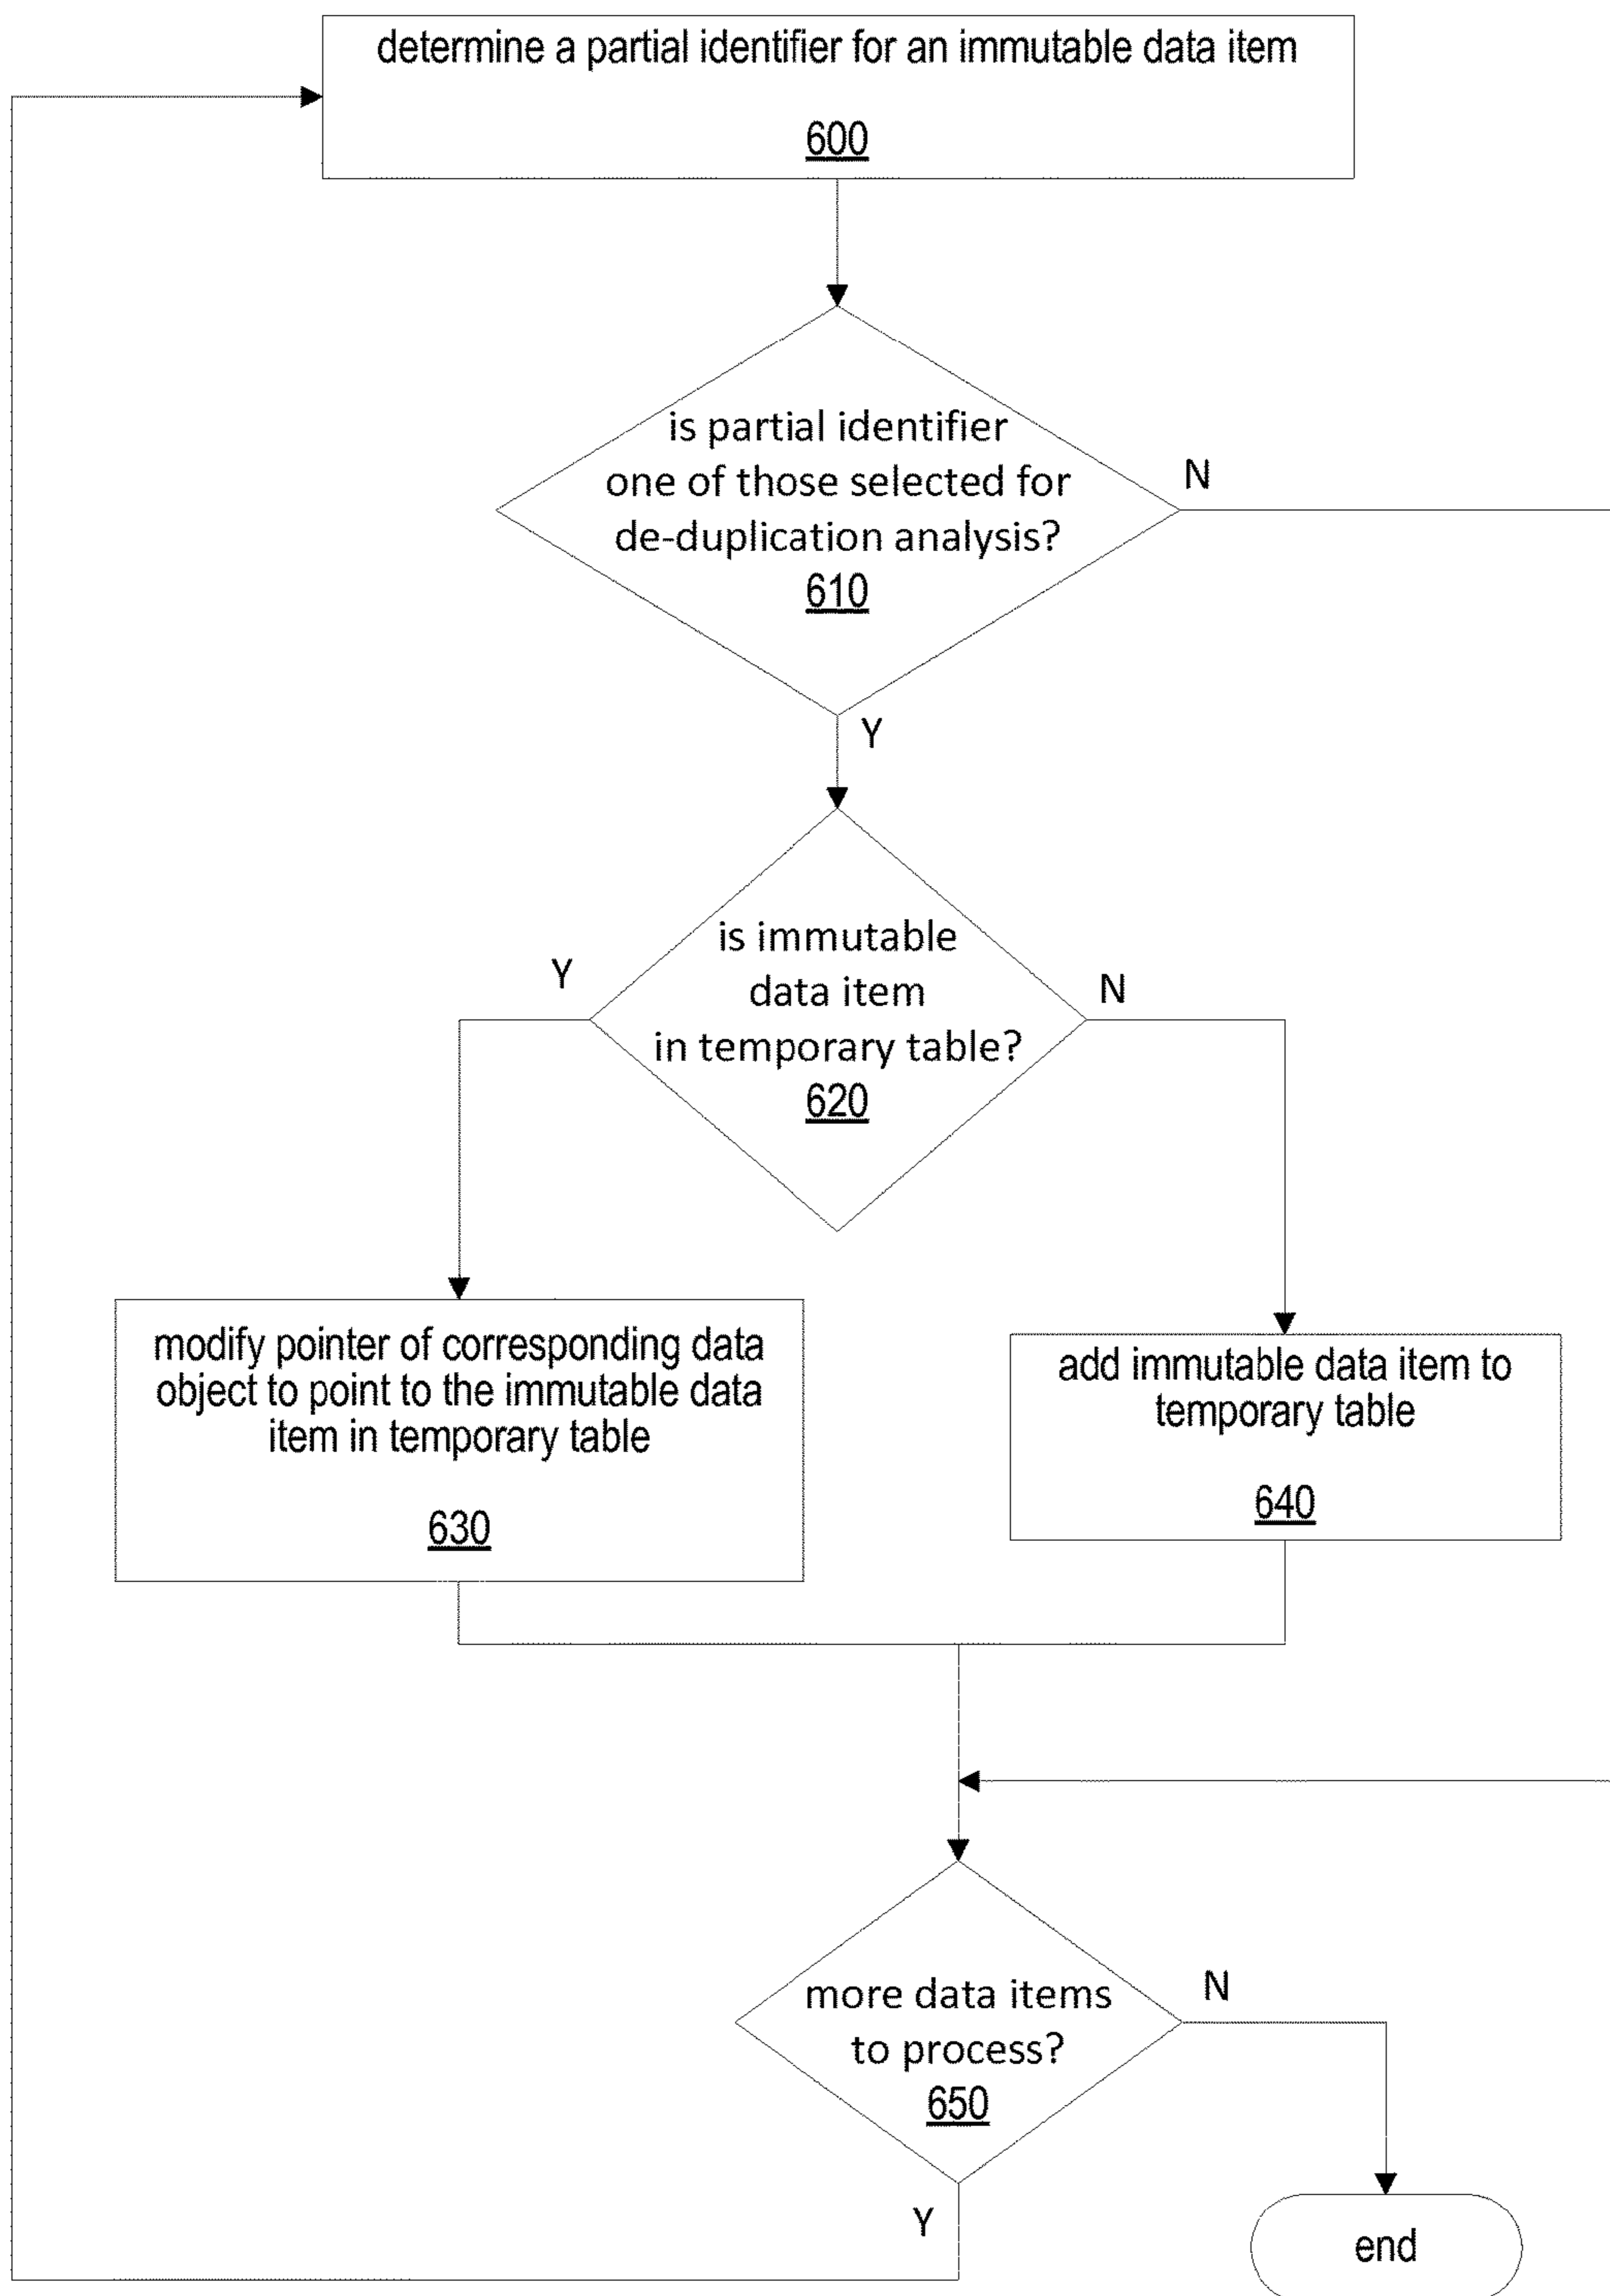 determine a partial identifier for an immutable data item
600
is partial identifier
one of those selected for
de-duplication analysis?
610
N
Y
is immutable
data item
in temporary table?
620
Y
N
modify pointer of corresponding data
object to point to the immutable data
item in temporary table
630
add immutable data item to
temporary table
640
more data items
to process?
650
N
Y
end